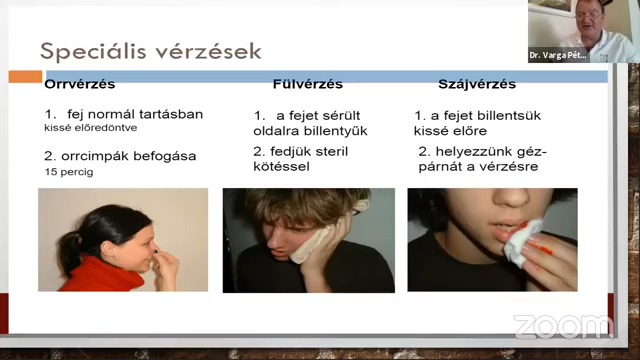 Dr. Varga Pét...
Speciális vérzések
Orrvérzés
1. fej normál tartásban
kissé előredöntve
2. orrcimpák befogása
15 percig
Fülvérzés
1. a fejet sérült
oldalra billentyűk
2. fedjük steril
kötéssel
Szájvérzés
1. a fejet billentsük
kissé előre
2. helyezzünk géz-
párnát a vérzésre
zoom